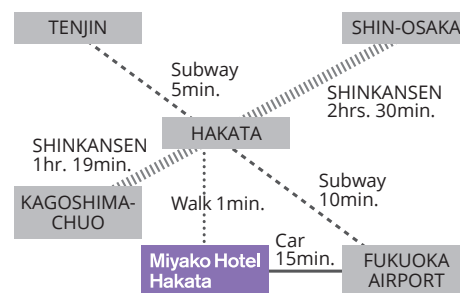 TENJIN
SHIN-OSAKA
Subway
5min.
SHINKANSEN
2hrs. 30min.
HAKATA
SHINKANSEN
1hr. 19min.
KAGOSHIMA-
CHUO
Walk 1min.
Subway
10min.
Miyako Hotel
Hakata
Car
15min.
FUKUOKA
AIRPORT